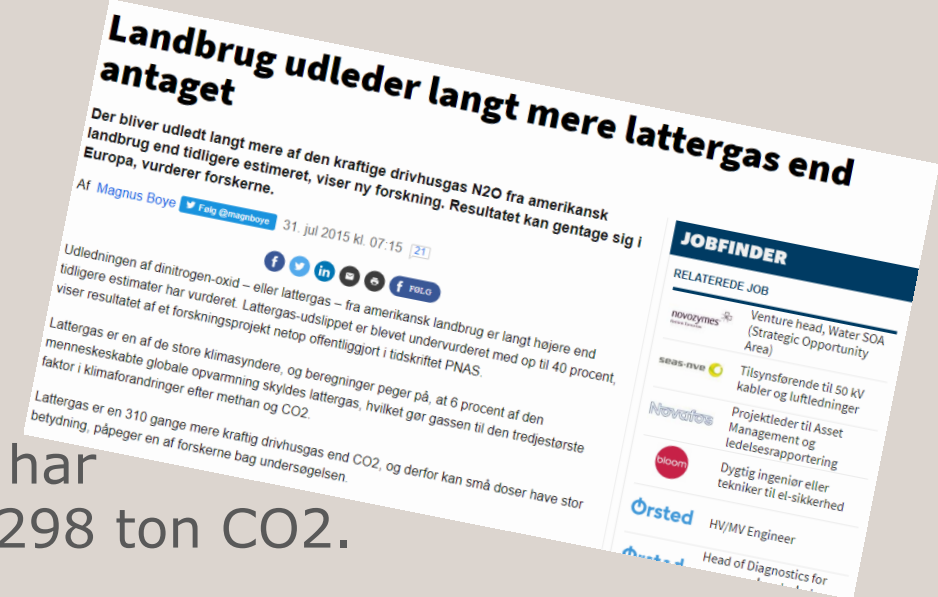 Landbrug udleder langt mere lattergas end
antaget
Der bliver udledt langt mere af den kraftige drivhusgas N2O fra amerikansk
landbrug end tidligere estimeret, viser ny forskning. Resultatet kan gentage sig i
Europa, vurderer forskerne.
Af Magnus Boye Følg @magnboye 31. jul 2015 kl. 07:15 21
f in f FØLG
Udledningen af dinitrogen-oxid – eller lattergas – fra amerikansk landbrug er langt højere end
tidligere estimater har vurderet. Lattergas-udslippet er blevet undervurderet med op til 40 procent,
viser resultatet af et forskningsprojekt netop offentliggjort i tidskriftet PNAS.
Lattergas er en af de store klimasyndere, og beregninger peger på, at 6 procent af den
menneskeskabte globale opvarmning skyldes lattergas, hvilket gør gassen til den tredjestørste
faktor i klimaforandringer efter methan og CO2.
Lattergas er en 310 gange mere kraftig drivhusgas end CO2, og derfor kan små doser have stor
betydning, påpeger en af forskerne bag undersøgelsen.
JOBFINDER
RELATEREDE JOB
novozymes
Venture head, Water SOA
(Strategic Opportunity
Area)
seas-nve
Tilsynsførende til 50 kV
kabler og luftledninger
Novafos
Projektleder til Asset
Management og
ledelsesrapportering
bloom
Dygtig ingeniør eller
tekniker til el-sikkerhed
Ørsted
HV/MV Engineer
Ørsted
Head of Diagnostics for
har
298 ton CO2.